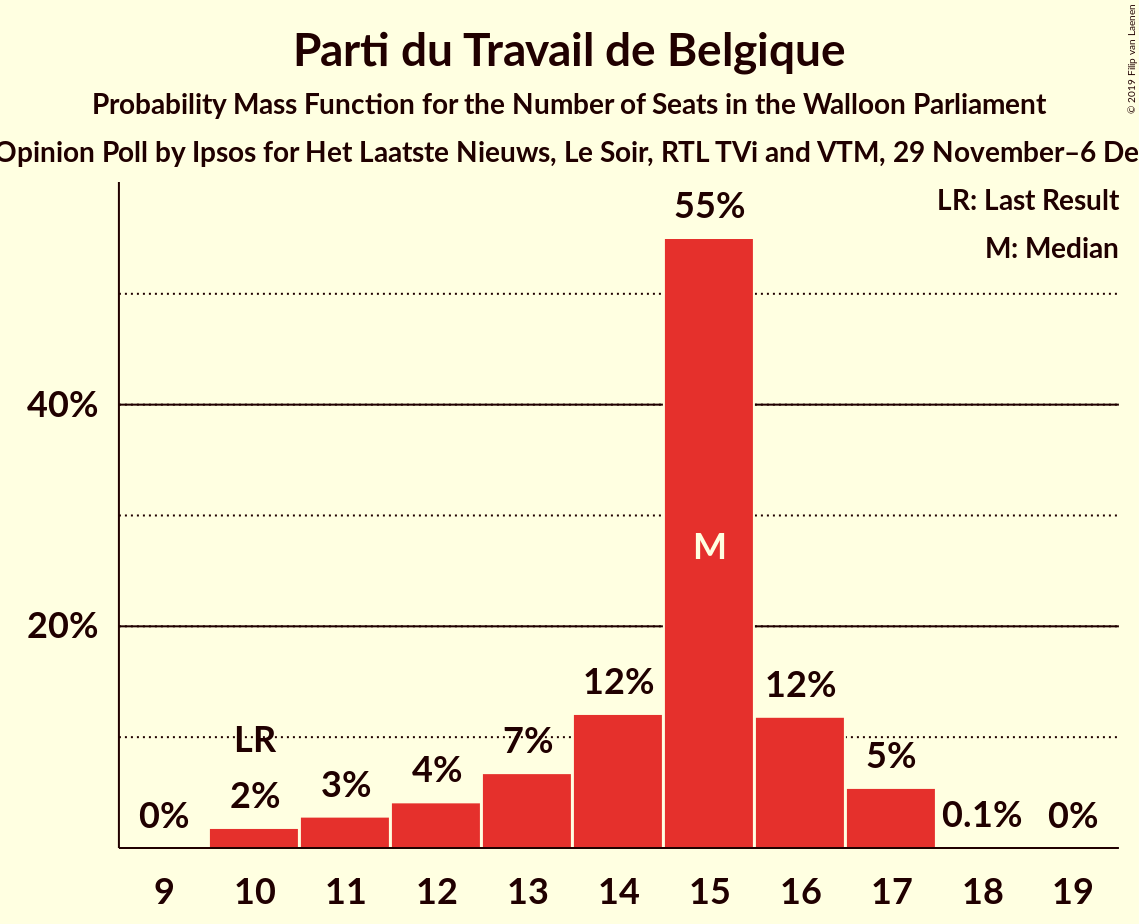 © 2019 Filip van Laenen
Parti du Travail de Belgique
Probability Mass Function for the Number of Seats in the Walloon Parliament
Opinion Poll by Ipsos for Het Laatste Nieuws, Le Soir, RTL TVi and VTM, 29 November–6 De
LR: Last Result
M: Median
55%
40%
M
20%
12%
12%
LR
7%
5%
4%
3%
2%
0%
0.1%
0%
9 10 11 12 13 14 15 16 17 18 19